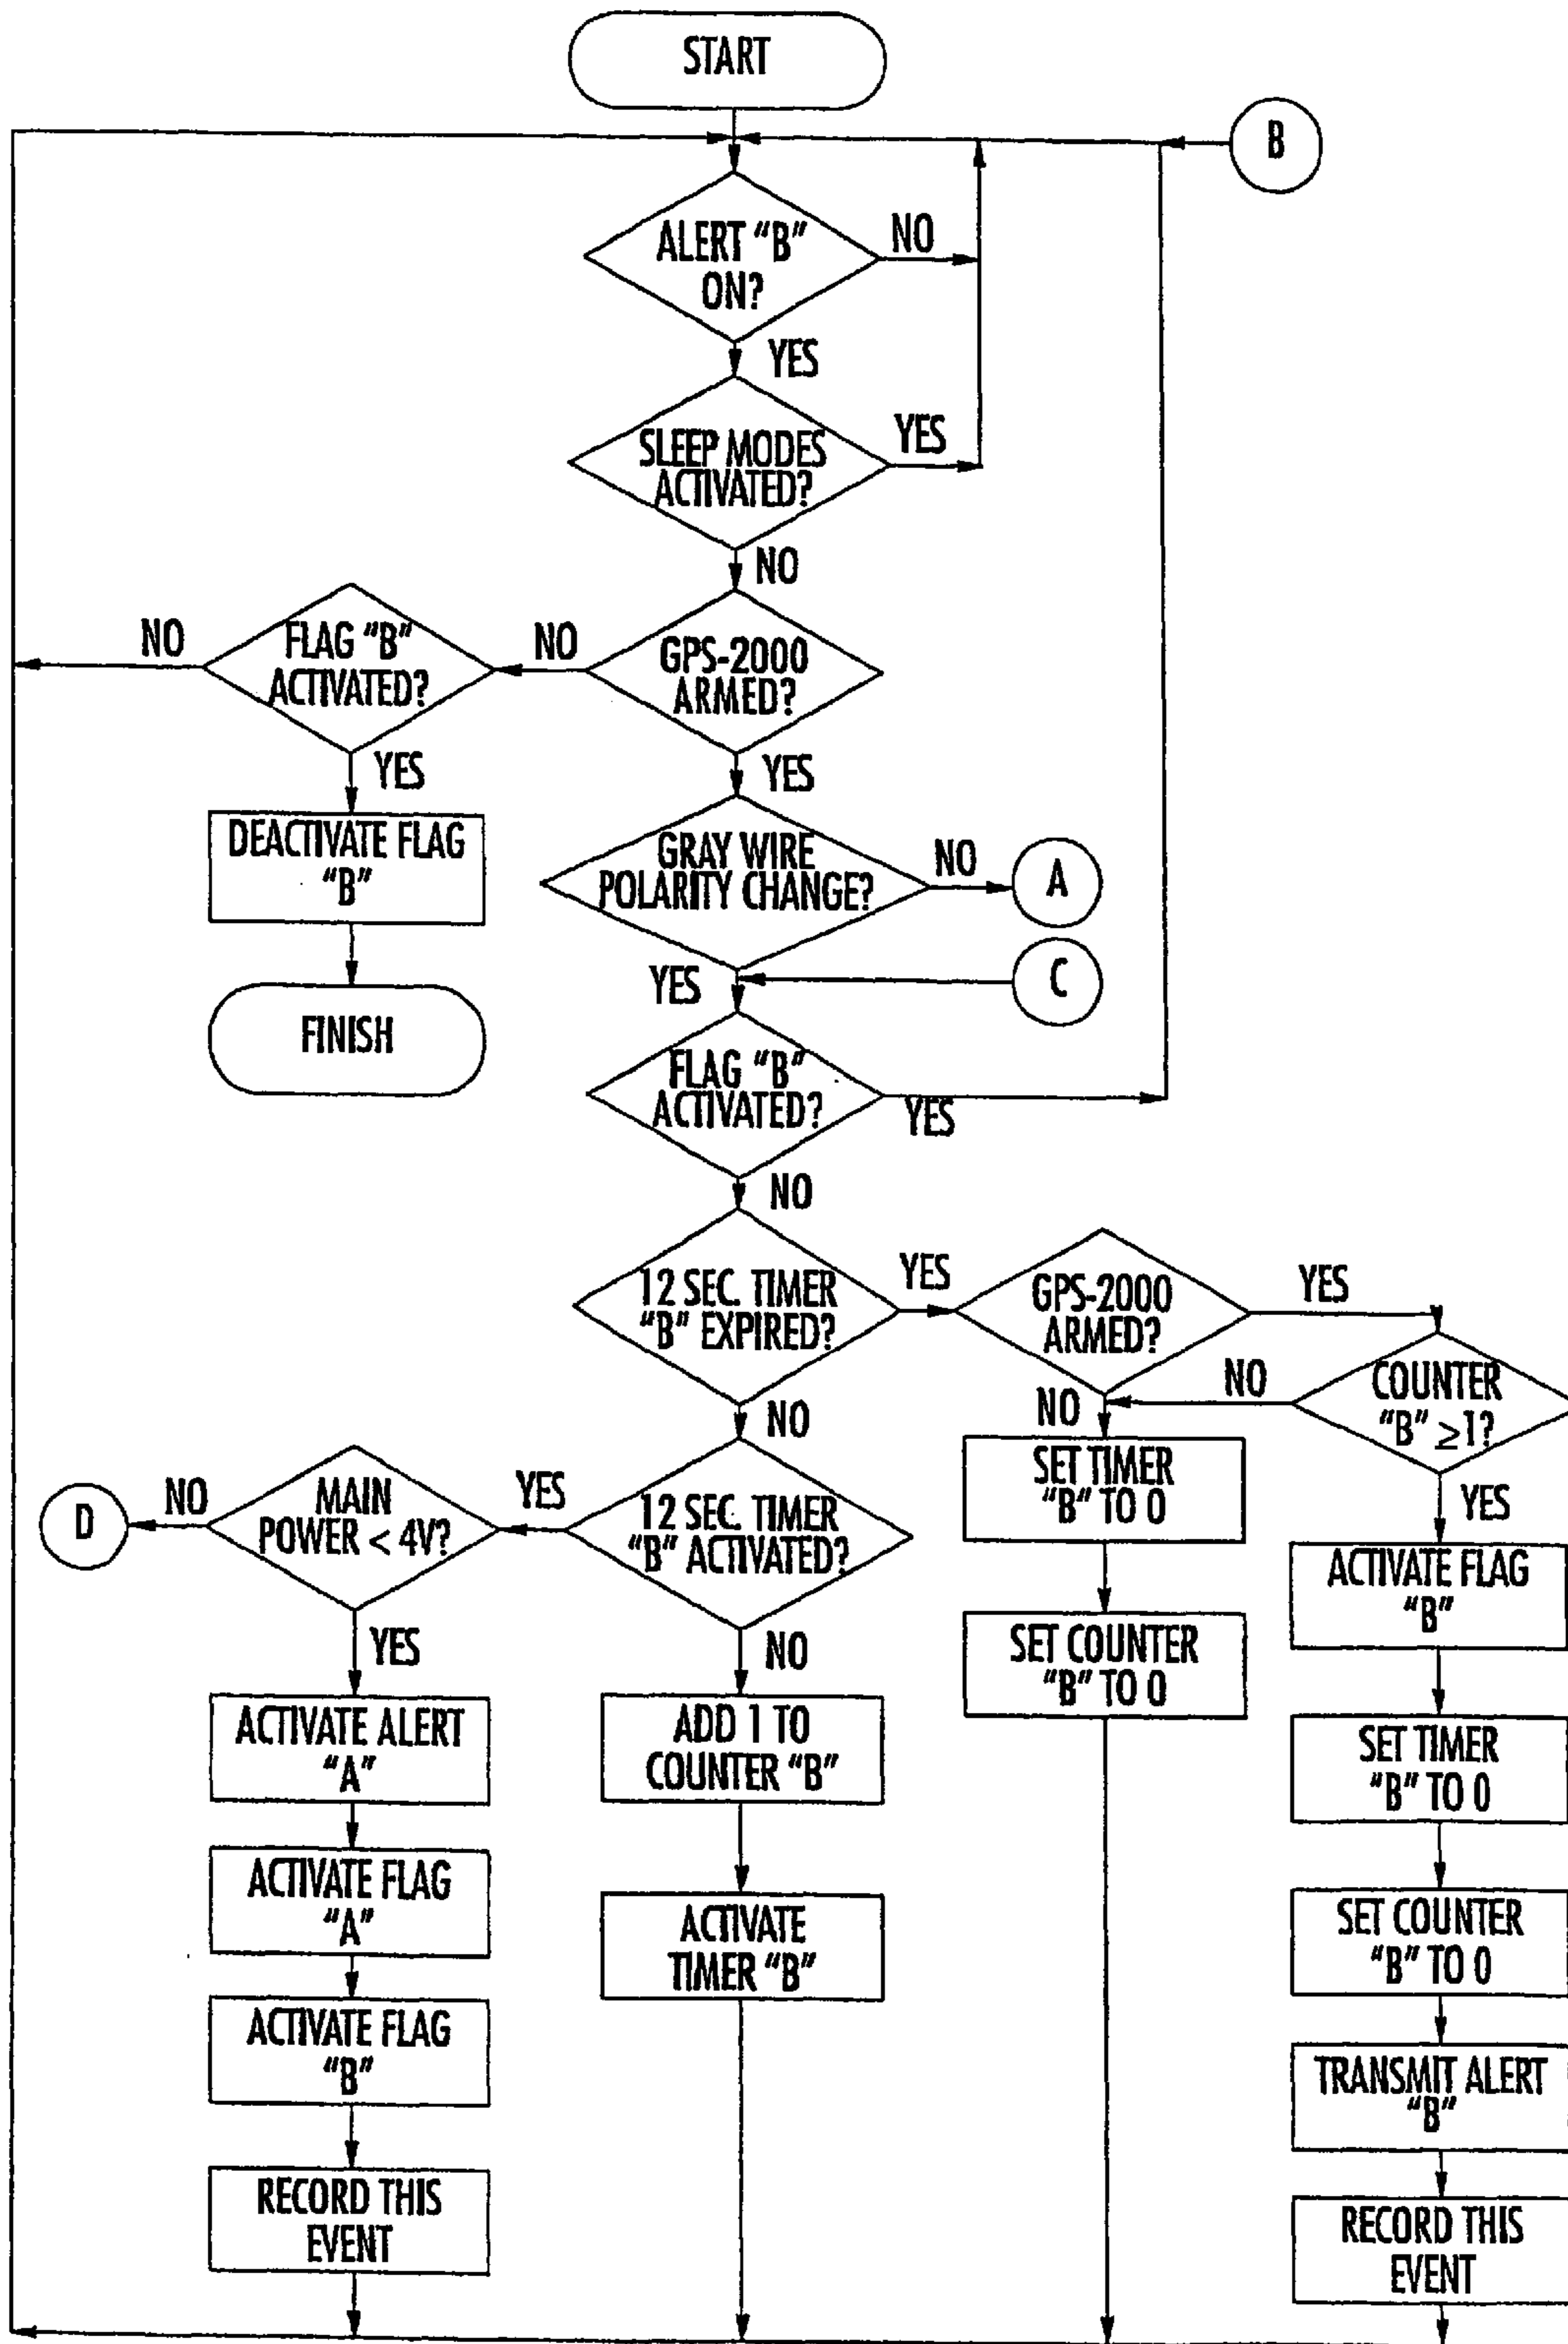 START
B
ALERT "B"
ON?
NO
YES
SLEEP MODES
ACTIVATED?
YES
NO
GPS-2000
ARMED?
NO
FLAG "B"
ACTIVATED?
NO
YES
DEACTIVATE FLAG
"B"
FINISH
YES
GRAY WIRE
POLARITY CHANGE?
NO
A
YES
C
FLAG "B"
ACTIVATED?
YES
NO
12 SEC. TIMER
"B" EXPIRED?
YES
GPS-2000
ARMED?
YES
COUNTER
"B" ≥1?
NO
NO
NO
SET TIMER
"B" TO 0
SET COUNTER
"B" TO 0
YES
ACTIVATE FLAG
"B"
SET TIMER
"B" TO 0
SET COUNTER
"B" TO 0
TRANSMIT ALERT
"B"
RECORD THIS
EVENT
12 SEC. TIMER
"B" ACTIVATED?
YES
MAIN
POWER < 4V?
NO
D
YES
ACTIVATE ALERT
"A"
ACTIVATE FLAG
"A"
ACTIVATE FLAG
"B"
RECORD THIS
EVENT
NO
ADD 1 TO
COUNTER "B"
ACTIVATE
TIMER "B"